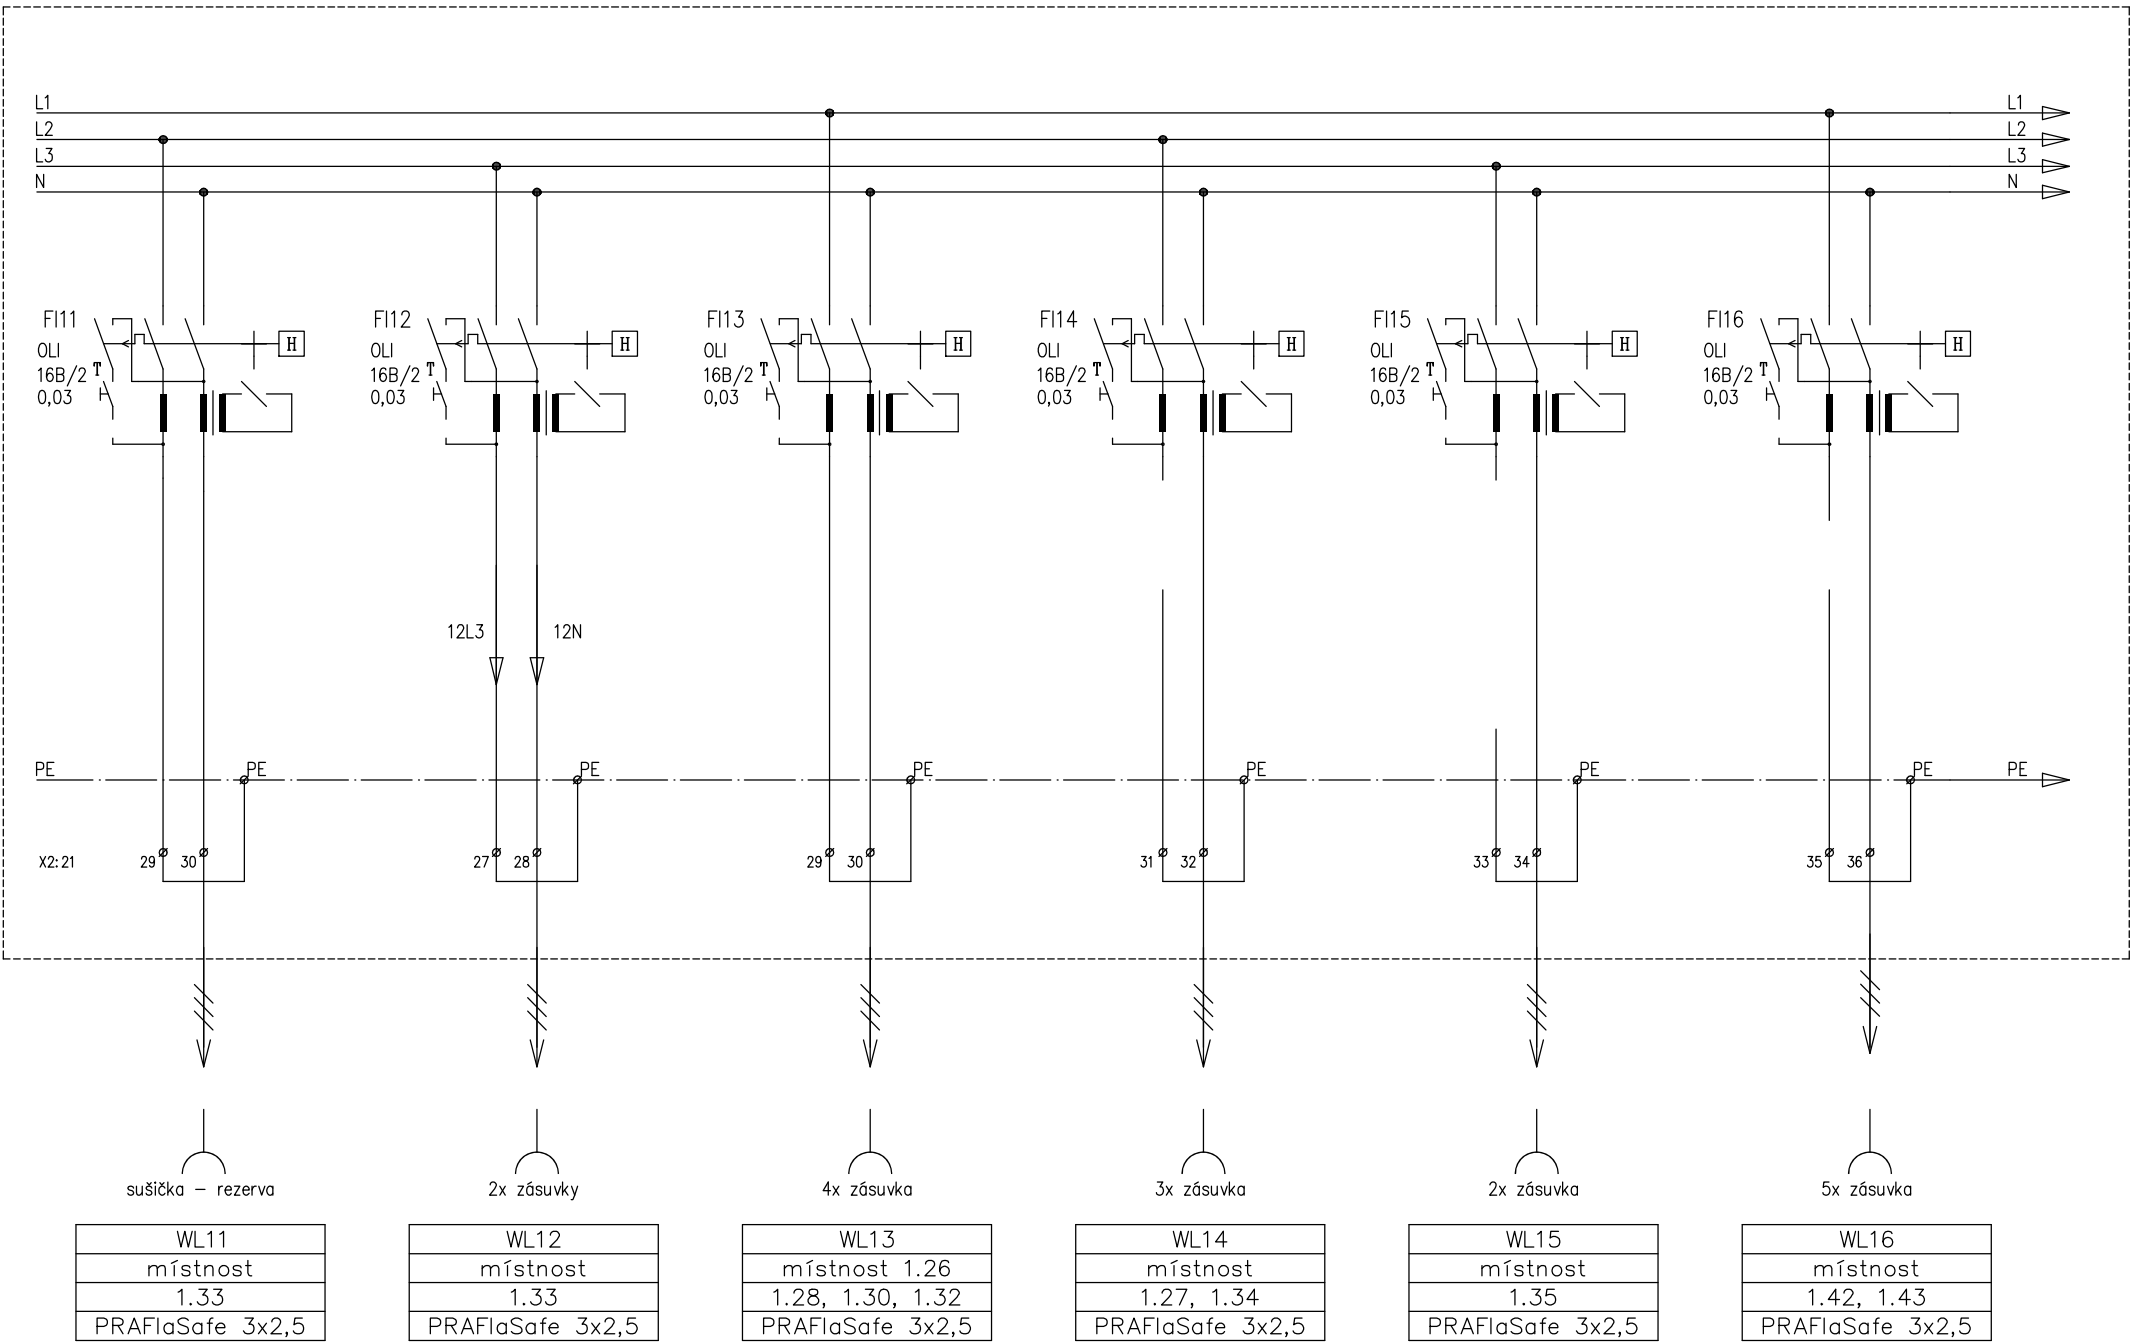 L1 L1
L2 L2
L3 L3
N N
FI11 FI12 FI13 FI14 FI15 FI16
H H H H H H
OLI OLI OLI OLI OLI OLI
16B/2 T 16B/2 T 16B/2 T 16B/2 T 16B/2 T 16B/2 T
0,03 0,03 0,03 0,03 0,03 0,03
12L3 12N
PE PE PE PE PE PE PE PE
X2:21 29 30 27 28 29 30 31 32 33 34 35 36
sušička – rezerva 2x zásuvky 4x zásuvka 3x zásuvka 2x zásuvka 5x zásuvka
WL11 WL12 WL13 WL14 WL15 WL16
místnost místnost místnost 1.26 místnost místnost místnost
1.33 1.33 1.28, 1.30, 1.32 1.27, 1.34 1.35 1.42, 1.43
PRAFlaSafe 3x2,5 PRAFlaSafe 3x2,5 PRAFlaSafe 3x2,5 PRAFlaSafe 3x2,5 PRAFlaSafe 3x2,5 PRAFlaSafe 3x2,5